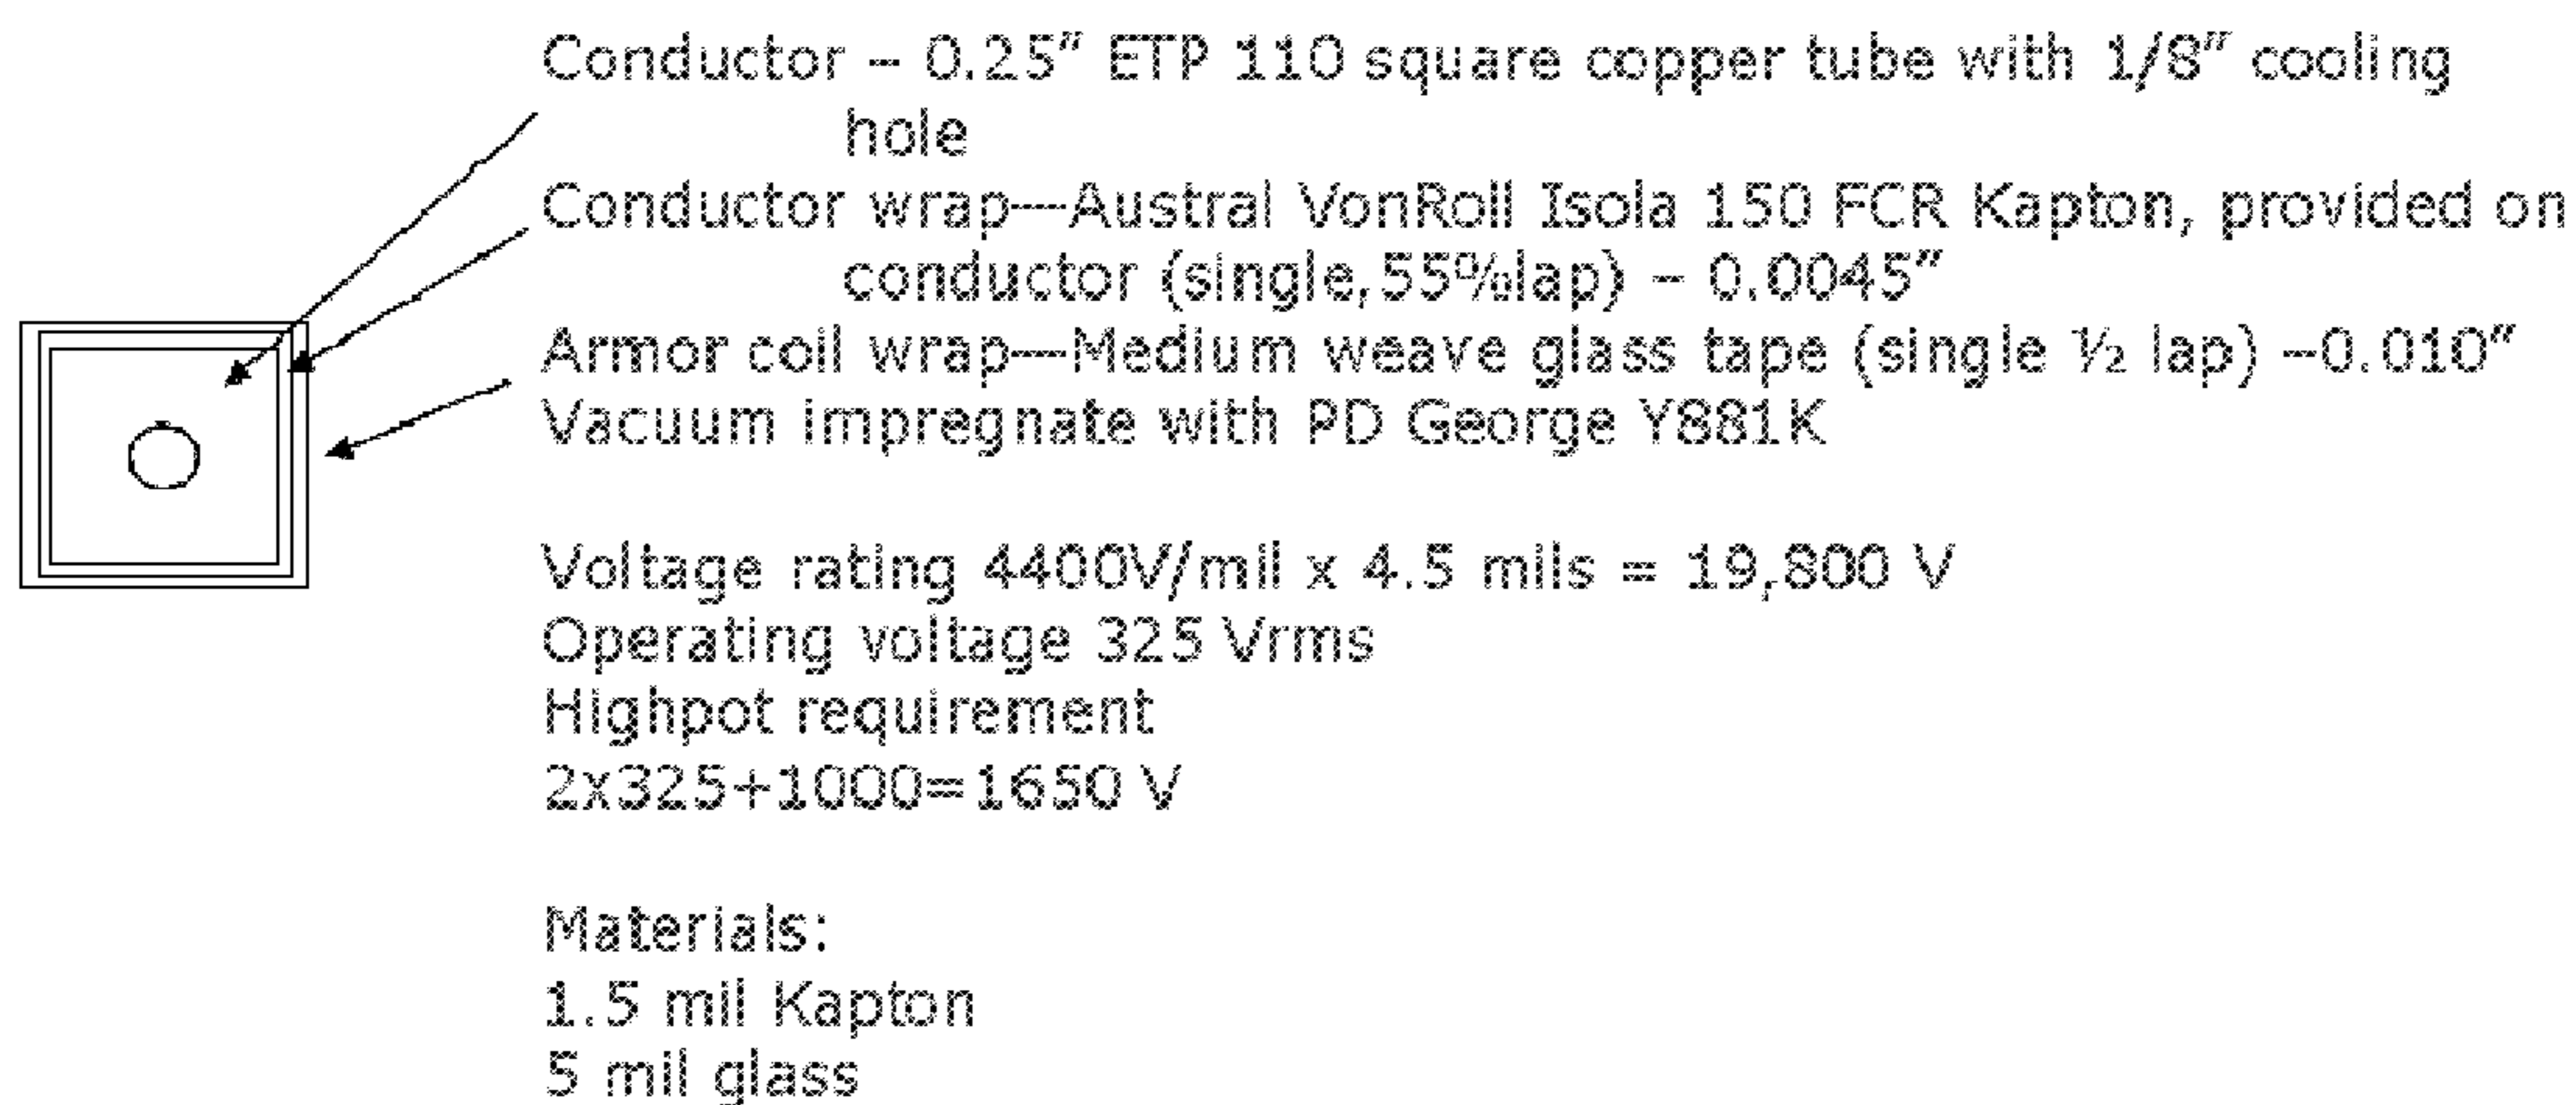 Conductor – 0.25” ETP 110 square copper tube with 1/8” cooling
hole
Conductor wrap—Austral VonRoll Isola 150 FCR Kapton, provided on
conductor (single,55%lap) – 0.0045”
Armor coil wrap—Medium weave glass tape (single ½ lap) –0.010”
Vacuum impregnate with PD George Y881K
Voltage rating 4400V/mil x 4.5 mils = 19,800 V
Operating voltage 325 Vrms
Highpot requirement
2x325+1000=1650 V
Materials:
1.5 mil Kapton
5 mil glass